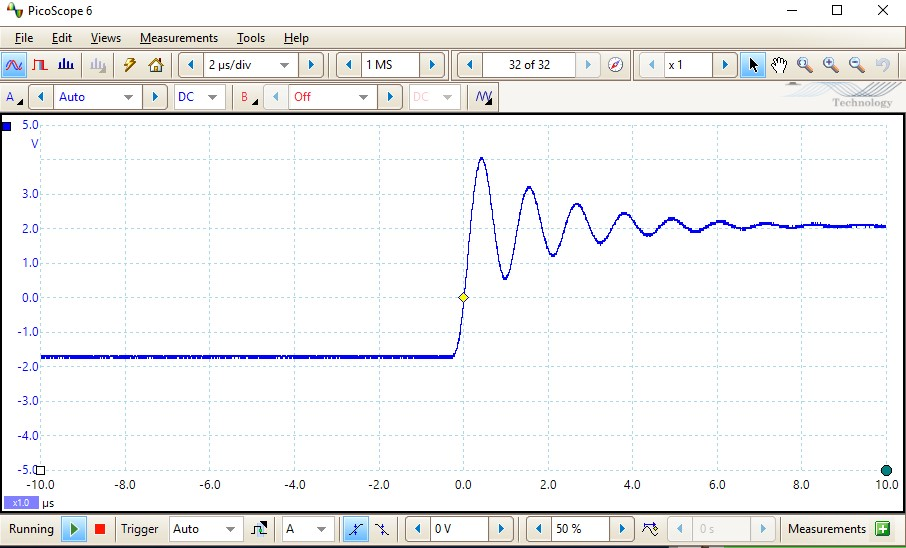 PicoScope 6
File Edit Views Measurements Tools Help
2 µs/div 1 MS 32 of 32 x 1
A Auto DC B Off DC
Technology
5.0
V
3.0
2.0
0.0
-1.0
-2.0
-3.0
-4.0
-5.0
-10.0 -8.0 -6.0 -4.0 -2.0 0.0 2.0 4.0 6.0 8.0 10.0
x1.0 µs
Running Trigger Auto A 0 V 50 % 0 s Measurements